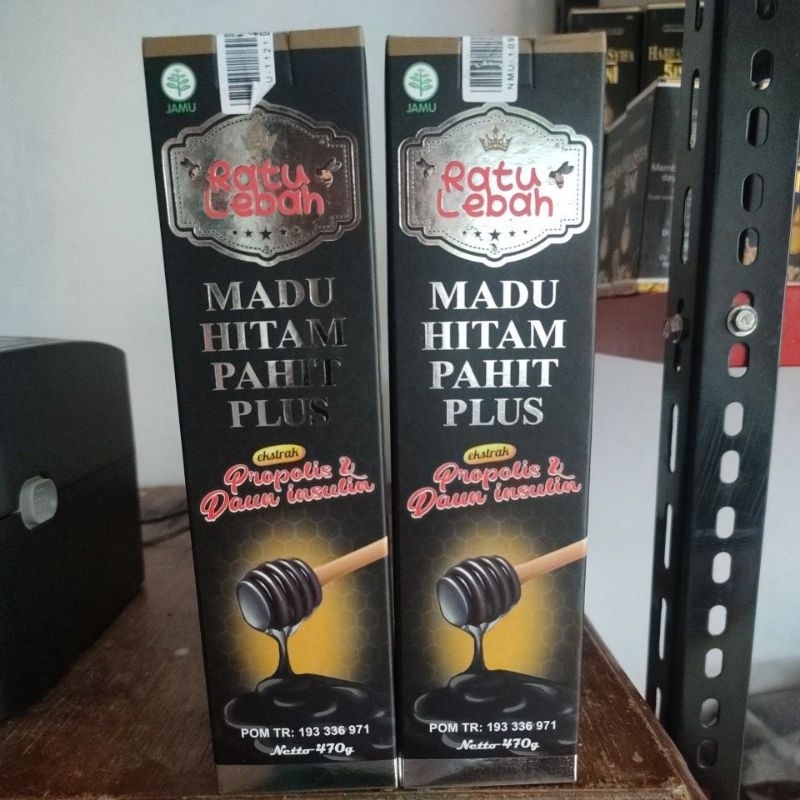 JAMU
U-1121
Ratu
Lebah
MADU
HITAM
PAHIT
PLUS
ekstrak
Propolis &
Daun insulin
POM TR: 193 336 971
Netto 470g
JAMU
Ratu
Lebah
MADU
HITAM
PAHIT
PLUS
ekstrak
Propolis &
Daun insulin
POM TR: 193 336 971
Netto 470g